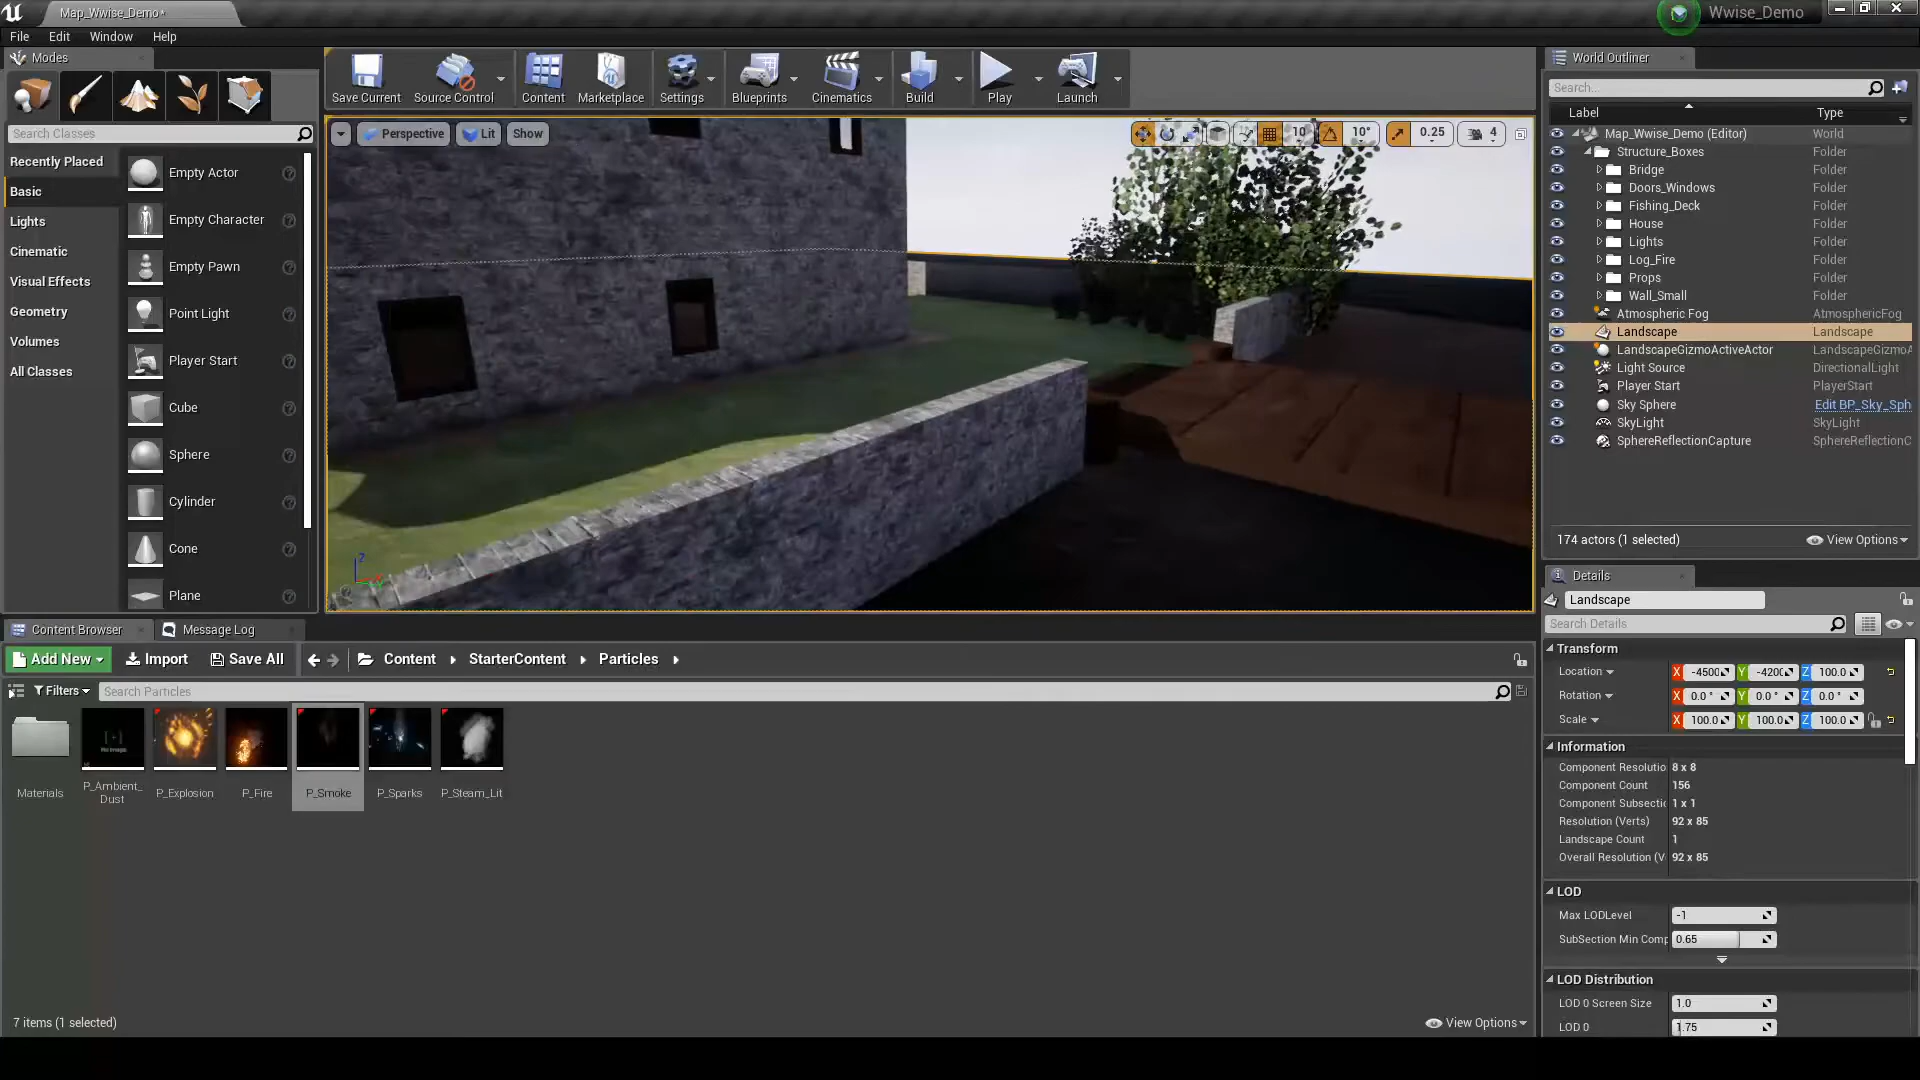 Map_Wwise_Demo*
Wwise_Demo
File Edit Window Help
Modes
Save Current
Source Control
Content
Marketplace
Settings
Blueprints
Cinematics
Build
Play
Launch
Search Classes
Recently Placed
Basic
Lights
Cinematic
Visual Effects
Geometry
Volumes
All Classes
Empty Actor
Empty Character
Empty Pawn
Point Light
Player Start
Cube
Sphere
Cylinder
Cone
Plane
Perspective
Lit
Show
10
10°
0.25
4
World Outliner
Search...
Label Type
Map_Wwise_Demo (Editor) World
Structure_Boxes Folder
Bridge Folder
Doors_Windows Folder
Fishing_Deck Folder
House Folder
Lights Folder
Log_Fire Folder
Props Folder
Wall_Small Folder
Atmospheric Fog AtmosphericFog
Landscape Landscape
LandscapeGizmoActiveActor LandscapeGizmoA
Light Source DirectionalLight
Player Start PlayerStart
Sky Sphere Edit BP_Sky_Sph
SkyLight SkyLight
SphereReflectionCapture SphereReflectionC
174 actors (1 selected) View Options
Details
Landscape
Search Details
Transform
Location X -4500 Y -4200 Z 100.0
Rotation X 0.0 ° Y 0.0 ° Z 0.0 °
Scale X 100.0 Y 100.0 Z 100.0
Information
Component Resolutio 8 x 8
Component Count 156
Component Subsectio 1 x 1
Resolution (Verts) 92 x 85
Landscape Count 1
Overall Resolution (V 92 x 85
LOD
Max LODLevel -1
SubSection Min Comp 0.65
LOD Distribution
LOD 0 Screen Size 1.0
LOD 0 1.75
Content Browser
Message Log
Add New
Import
Save All
Content
StarterContent
Particles
Filters
Search Particles
Materials
P_Ambient_
Dust
P_Explosion
P_Fire
P_Smoke
P_Sparks
P_Steam_Lit
7 items (1 selected)
View Options